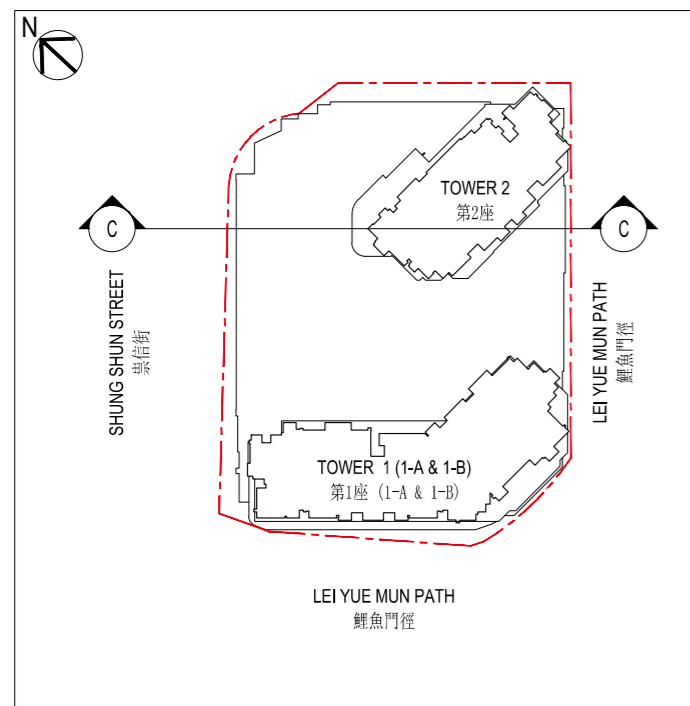 N
TOWER 2
第2座
C
C
SHUNG SHUN STREET
崇信街
LEI YUE MUN PATH
鯉魚門徑
TOWER 1 (1-A & 1-B)
第1座 (1-A & 1-B)
LEI YUE MUN PATH
鯉魚門徑